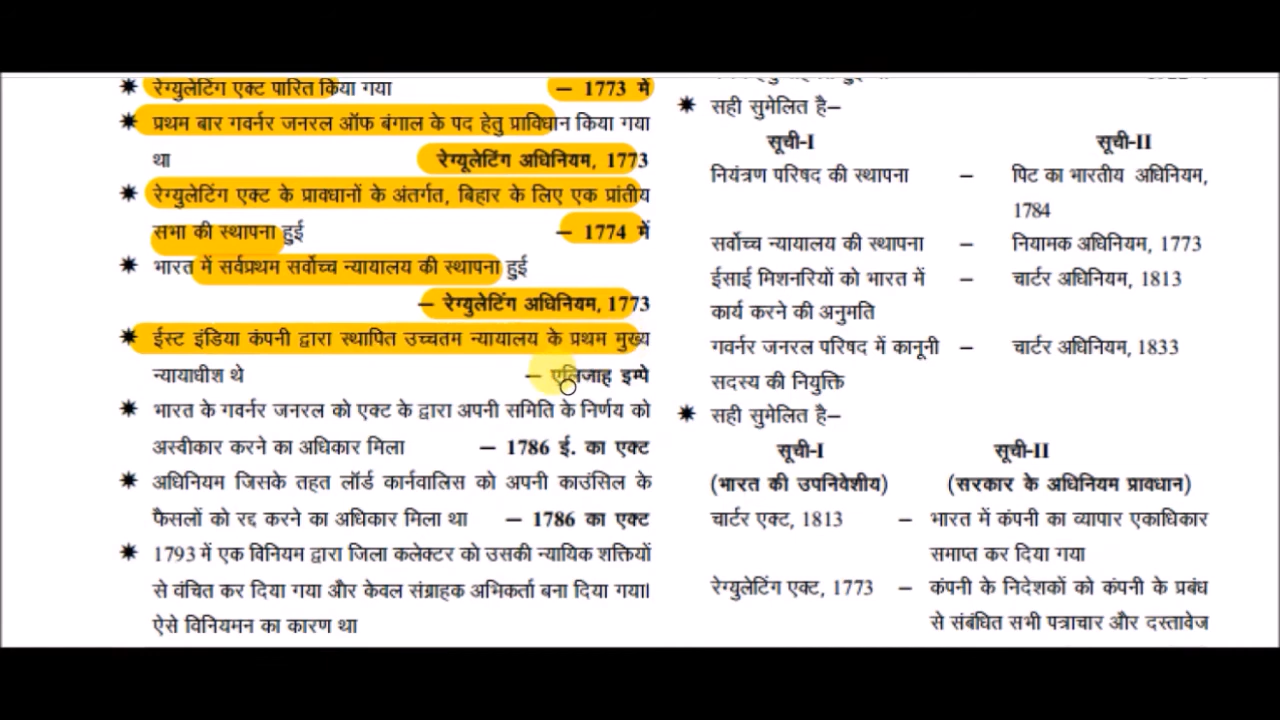 ✷ रेग्युलेटिंग एक्ट पारित किया गया – 1773 में
✷ प्रथम बार गवर्नर जनरल ऑफ बंगाल के पद हेतु प्राविधान किया गया
था रेग्यूलेटिंग अधिनियम, 1773
✷ रेग्युलेटिंग एक्ट के प्रावधानों के अंतर्गत, बिहार के लिए एक प्रांतीय
सभा की स्थापना हुई – 1774 में
✷ भारत में सर्वप्रथम सर्वोच्च न्यायालय की स्थापना हुई
– रेग्युलेटिंग अधिनियम, 1773
✷ ईस्ट इंडिया कंपनी द्वारा स्थापित उच्चतम न्यायालय के प्रथम मुख्य
न्यायाधीश थे – एलिजाह इम्पे
✷ भारत के गवर्नर जनरल को एक्ट के द्वारा अपनी समिति के निर्णय को
अस्वीकार करने का अधिकार मिला – 1786 ई. का एक्ट
✷ अधिनियम जिसके तहत लॉर्ड कार्नवालिस को अपनी काउंसिल के
फैसलों को रद्द करने का अधिकार मिला था – 1786 का एक्ट
✷ 1793 में एक विनियम द्वारा जिला कलेक्टर को उसकी न्यायिक शक्तियों
से वंचित कर दिया गया और केवल संग्राहक अभिकर्ता बना दिया गया।
ऐसे विनियमन का कारण था
✷ सही सुमेलित है–
सूची-I सूची-II
नियंत्रण परिषद की स्थापना – पिट का भारतीय अधिनियम,
1784
सर्वोच्च न्यायालय की स्थापना – नियामक अधिनियम, 1773
ईसाई मिशनरियों को भारत में – चार्टर अधिनियम, 1813
कार्य करने की अनुमति
गवर्नर जनरल परिषद में कानूनी – चार्टर अधिनियम, 1833
सदस्य की नियुक्ति
✷ सही सुमेलित है–
सूची-I सूची-II
(भारत की उपनिवेशीय) (सरकार के अधिनियम प्रावधान)
चार्टर एक्ट, 1813 – भारत में कंपनी का व्यापार एकाधिकार
समाप्त कर दिया गया
रेग्युलेटिंग एक्ट, 1773 – कंपनी के निदेशकों को कंपनी के प्रबंध
से संबंधित सभी पत्राचार और दस्तावेज